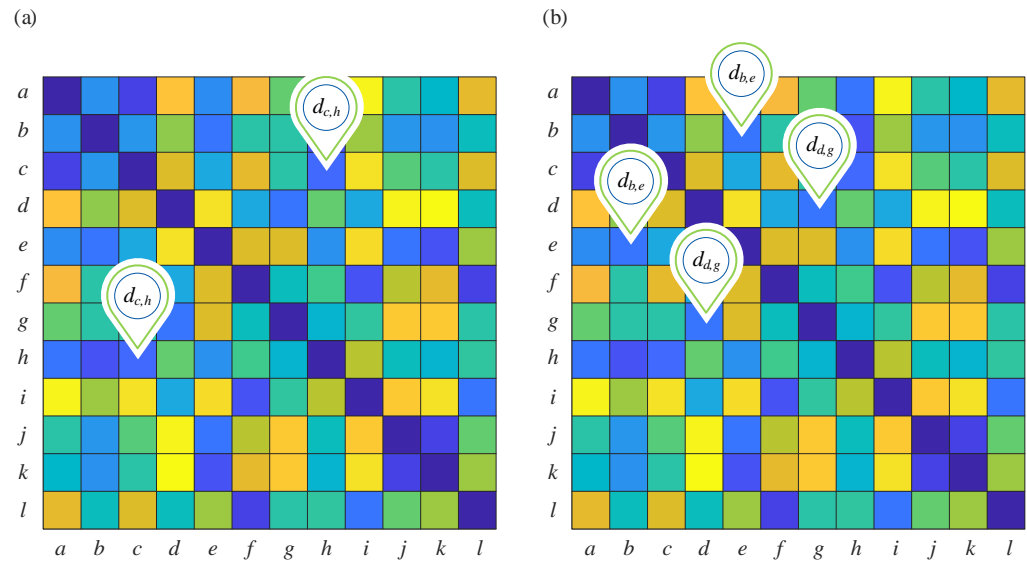 (a)
(b)
a
b
c
d
e
f
g
h
i
j
k
l
d_{c,h}
d_{c,h}
a b c d e f g h i j k l
a
b
c
d
e
f
g
h
i
j
k
l
d_{b,e}
d_{d,g}
d_{b,e}
d_{d,g}
a b c d e f g h i j k l